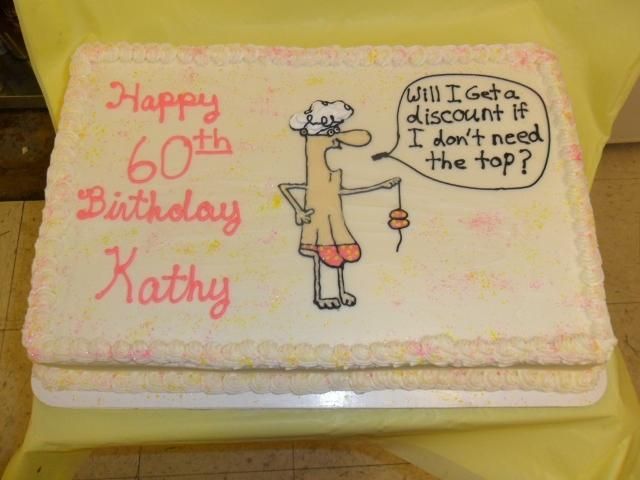 Happy
60th
Birthday
Kathy
Will I Get a
discount if
I don't need
the top?